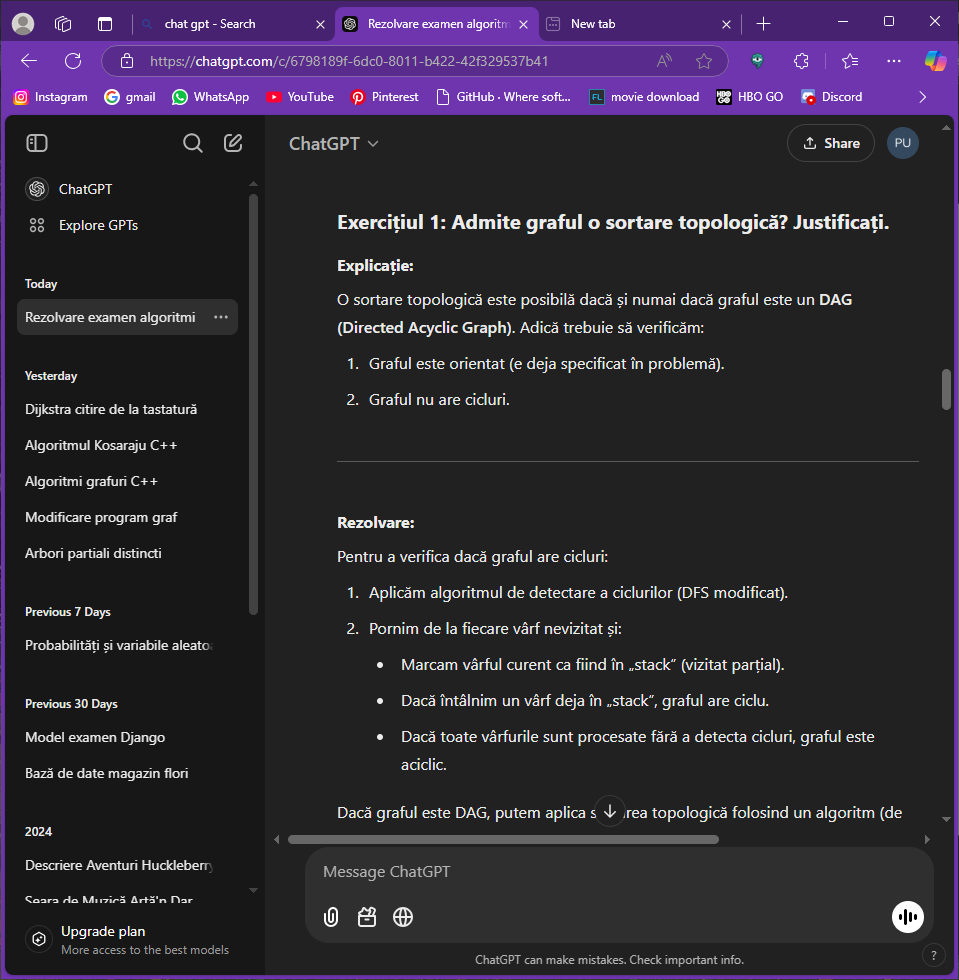 chat gpt - Search
Rezolvare examen algoritm
New tab
https://chatgpt.com/c/6798189f-6dc0-8011-b422-42f329537b41
Instagram
gmail
WhatsApp
YouTube
Pinterest
GitHub · Where soft...
FL
movie download
HBO GO
HBO GO
Discord
ChatGPT
Share
PU
ChatGPT
Explore GPTs
Today
Rezolvare examen algoritmi
Yesterday
Dijkstra citire de la tastatură
Algoritmul Kosaraju C++
Algoritmi grafuri C++
Modificare program graf
Arbori partiali distincti
Previous 7 Days
Probabilități și variabile aleatoa
Previous 30 Days
Model examen Django
Bază de date magazin flori
2024
Descriere Aventuri Huckleberry
Seara de Muzică Artă'n Dar
Upgrade plan
More access to the best models
Exercițiul 1: Admite graful o sortare topologică? Justificați.
Explicație:
O sortare topologică este posibilă dacă și numai dacă graful este un DAG
(Directed Acyclic Graph). Adică trebuie să verificăm:
1. Graful este orientat (e deja specificat în problemă).
2. Graful nu are cicluri.
Rezolvare:
Pentru a verifica dacă graful are cicluri:
1. Aplicăm algoritmul de detectare a ciclurilor (DFS modificat).
2. Pornim de la fiecare vârf nevizitat și:
• Marcam vârful curent ca fiind în „stack” (vizitat parțial).
• Dacă întâlnim un vârf deja în „stack”, graful are ciclu.
• Dacă toate vârfurile sunt procesate fără a detecta cicluri, graful este
aciclic.
Dacă graful este DAG, putem aplica s rea topologică folosind un algoritm (de
Message ChatGPT
ChatGPT can make mistakes. Check important info.
?